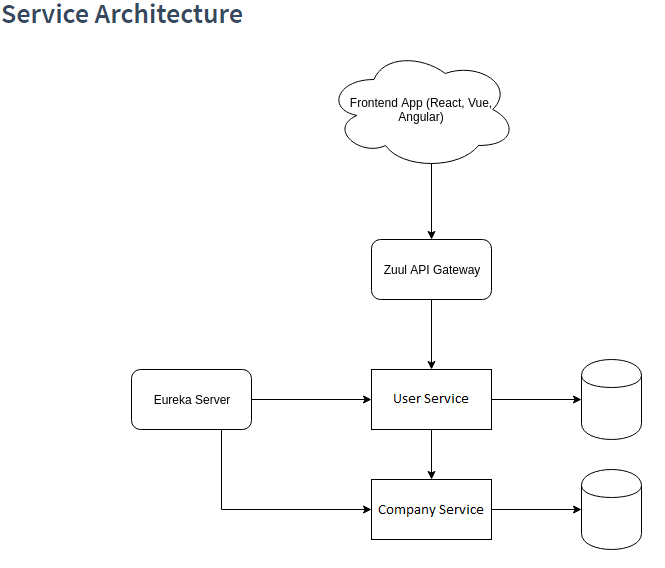 Service Architecture
Frontend App (React, Vue,
Angular)
Zuul API Gateway
Eureka Server
User Service
Company Service